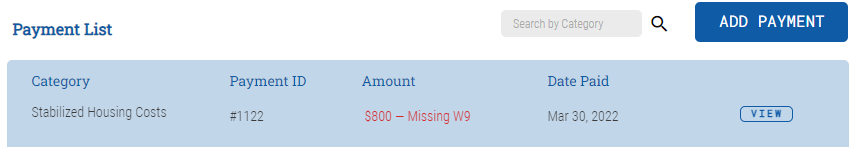 Payment List
Search by Category
ADD PAYMENT
Category Payment ID Amount Date Paid
Stabilized Housing Costs #1122 $800 — Missing W9 Mar 30, 2022 VIEW